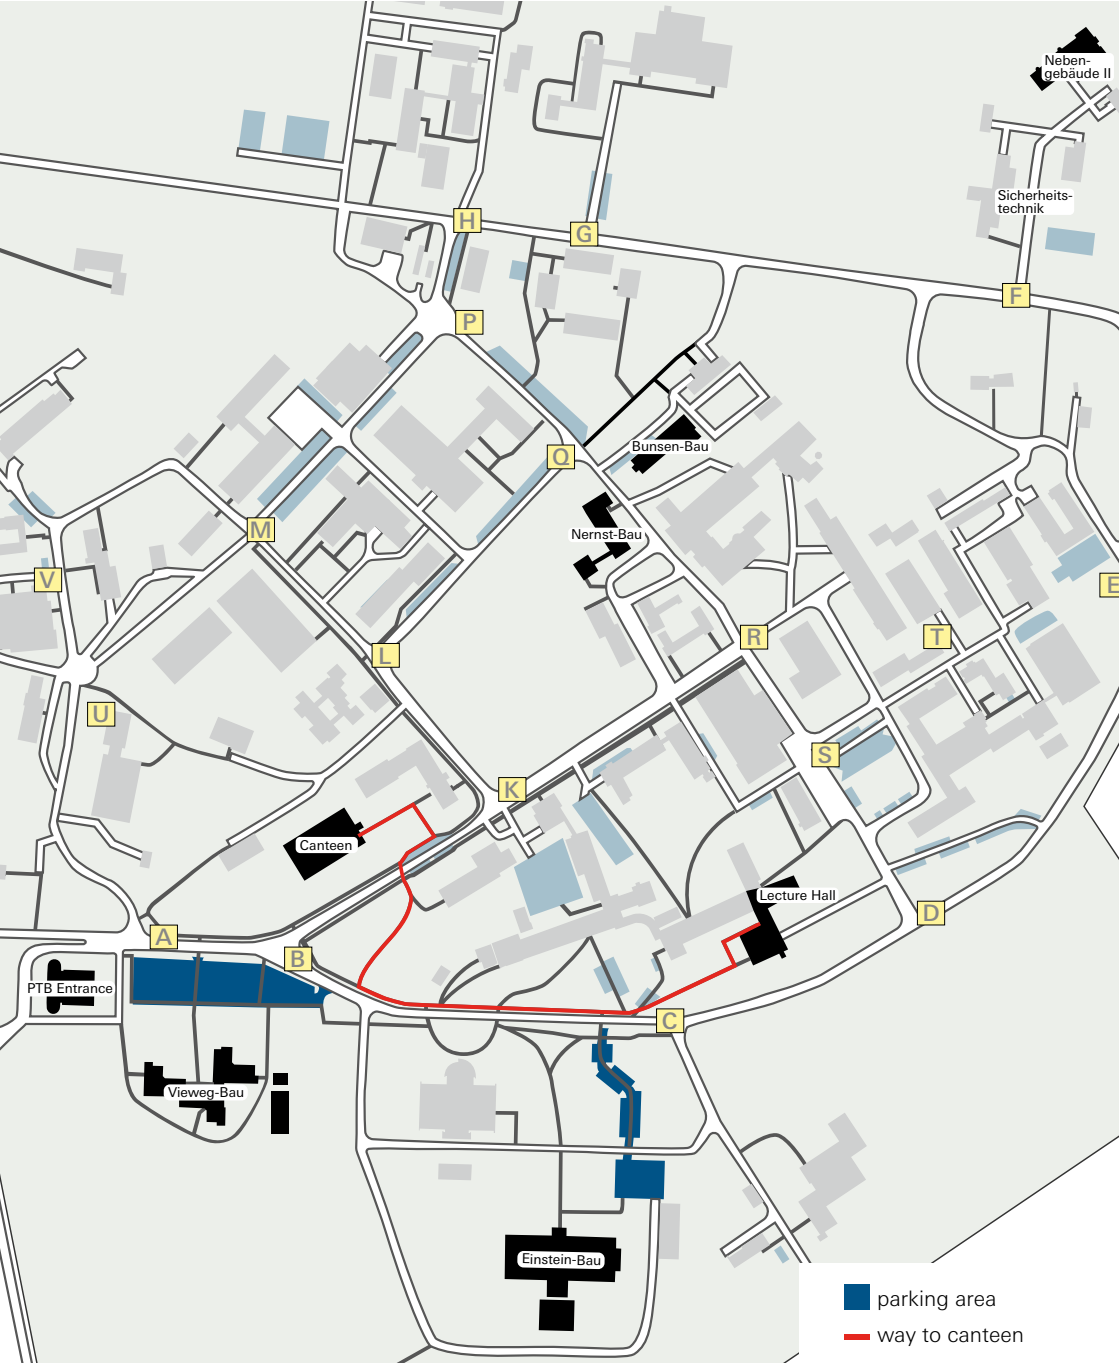 Neben-
gebäude II
Sicherheits-
technik
H
G
F
P
Bunsen-Bau
Q
Nernst-Bau
M
V
E
R
T
L
U
S
K
Canteen
Lecture Hall
D
A
B
PTB Entrance
C
Vieweg-Bau
Einstein-Bau
parking area
way to canteen